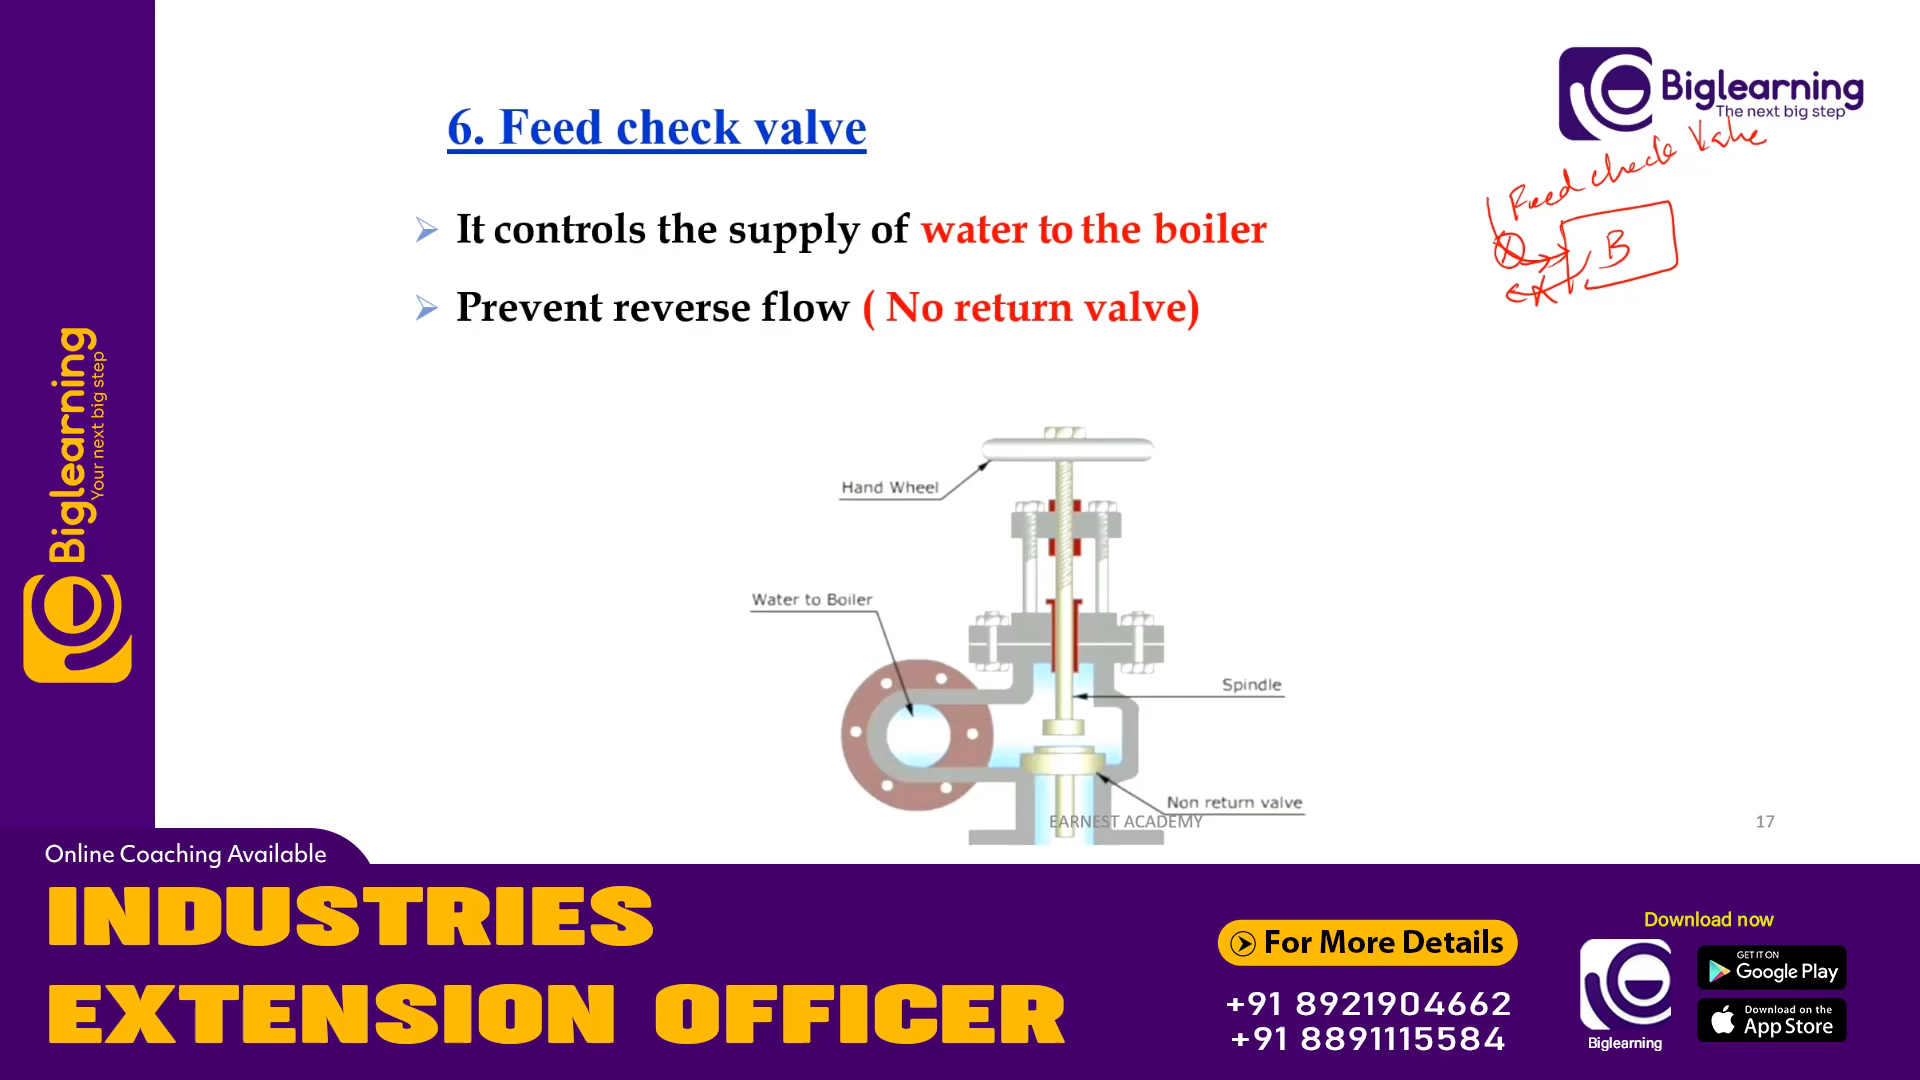 Biglearning
The next big step
6. Feed check valve
Feed check Valve
It controls the supply of water to the boiler
B
Prevent reverse flow ( No return valve)
Biglearning
Your next big step
Hand Wheel
Water to Boiler
Spindle
Non return valve
EARNEST ACADEMY
17
Online Coaching Available
INDUSTRIES
EXTENSION OFFICER
For More Details
+91 8921904662
+91 8891115584
Download now
GET IT ON
Google Play
Download on the
App Store
Biglearning